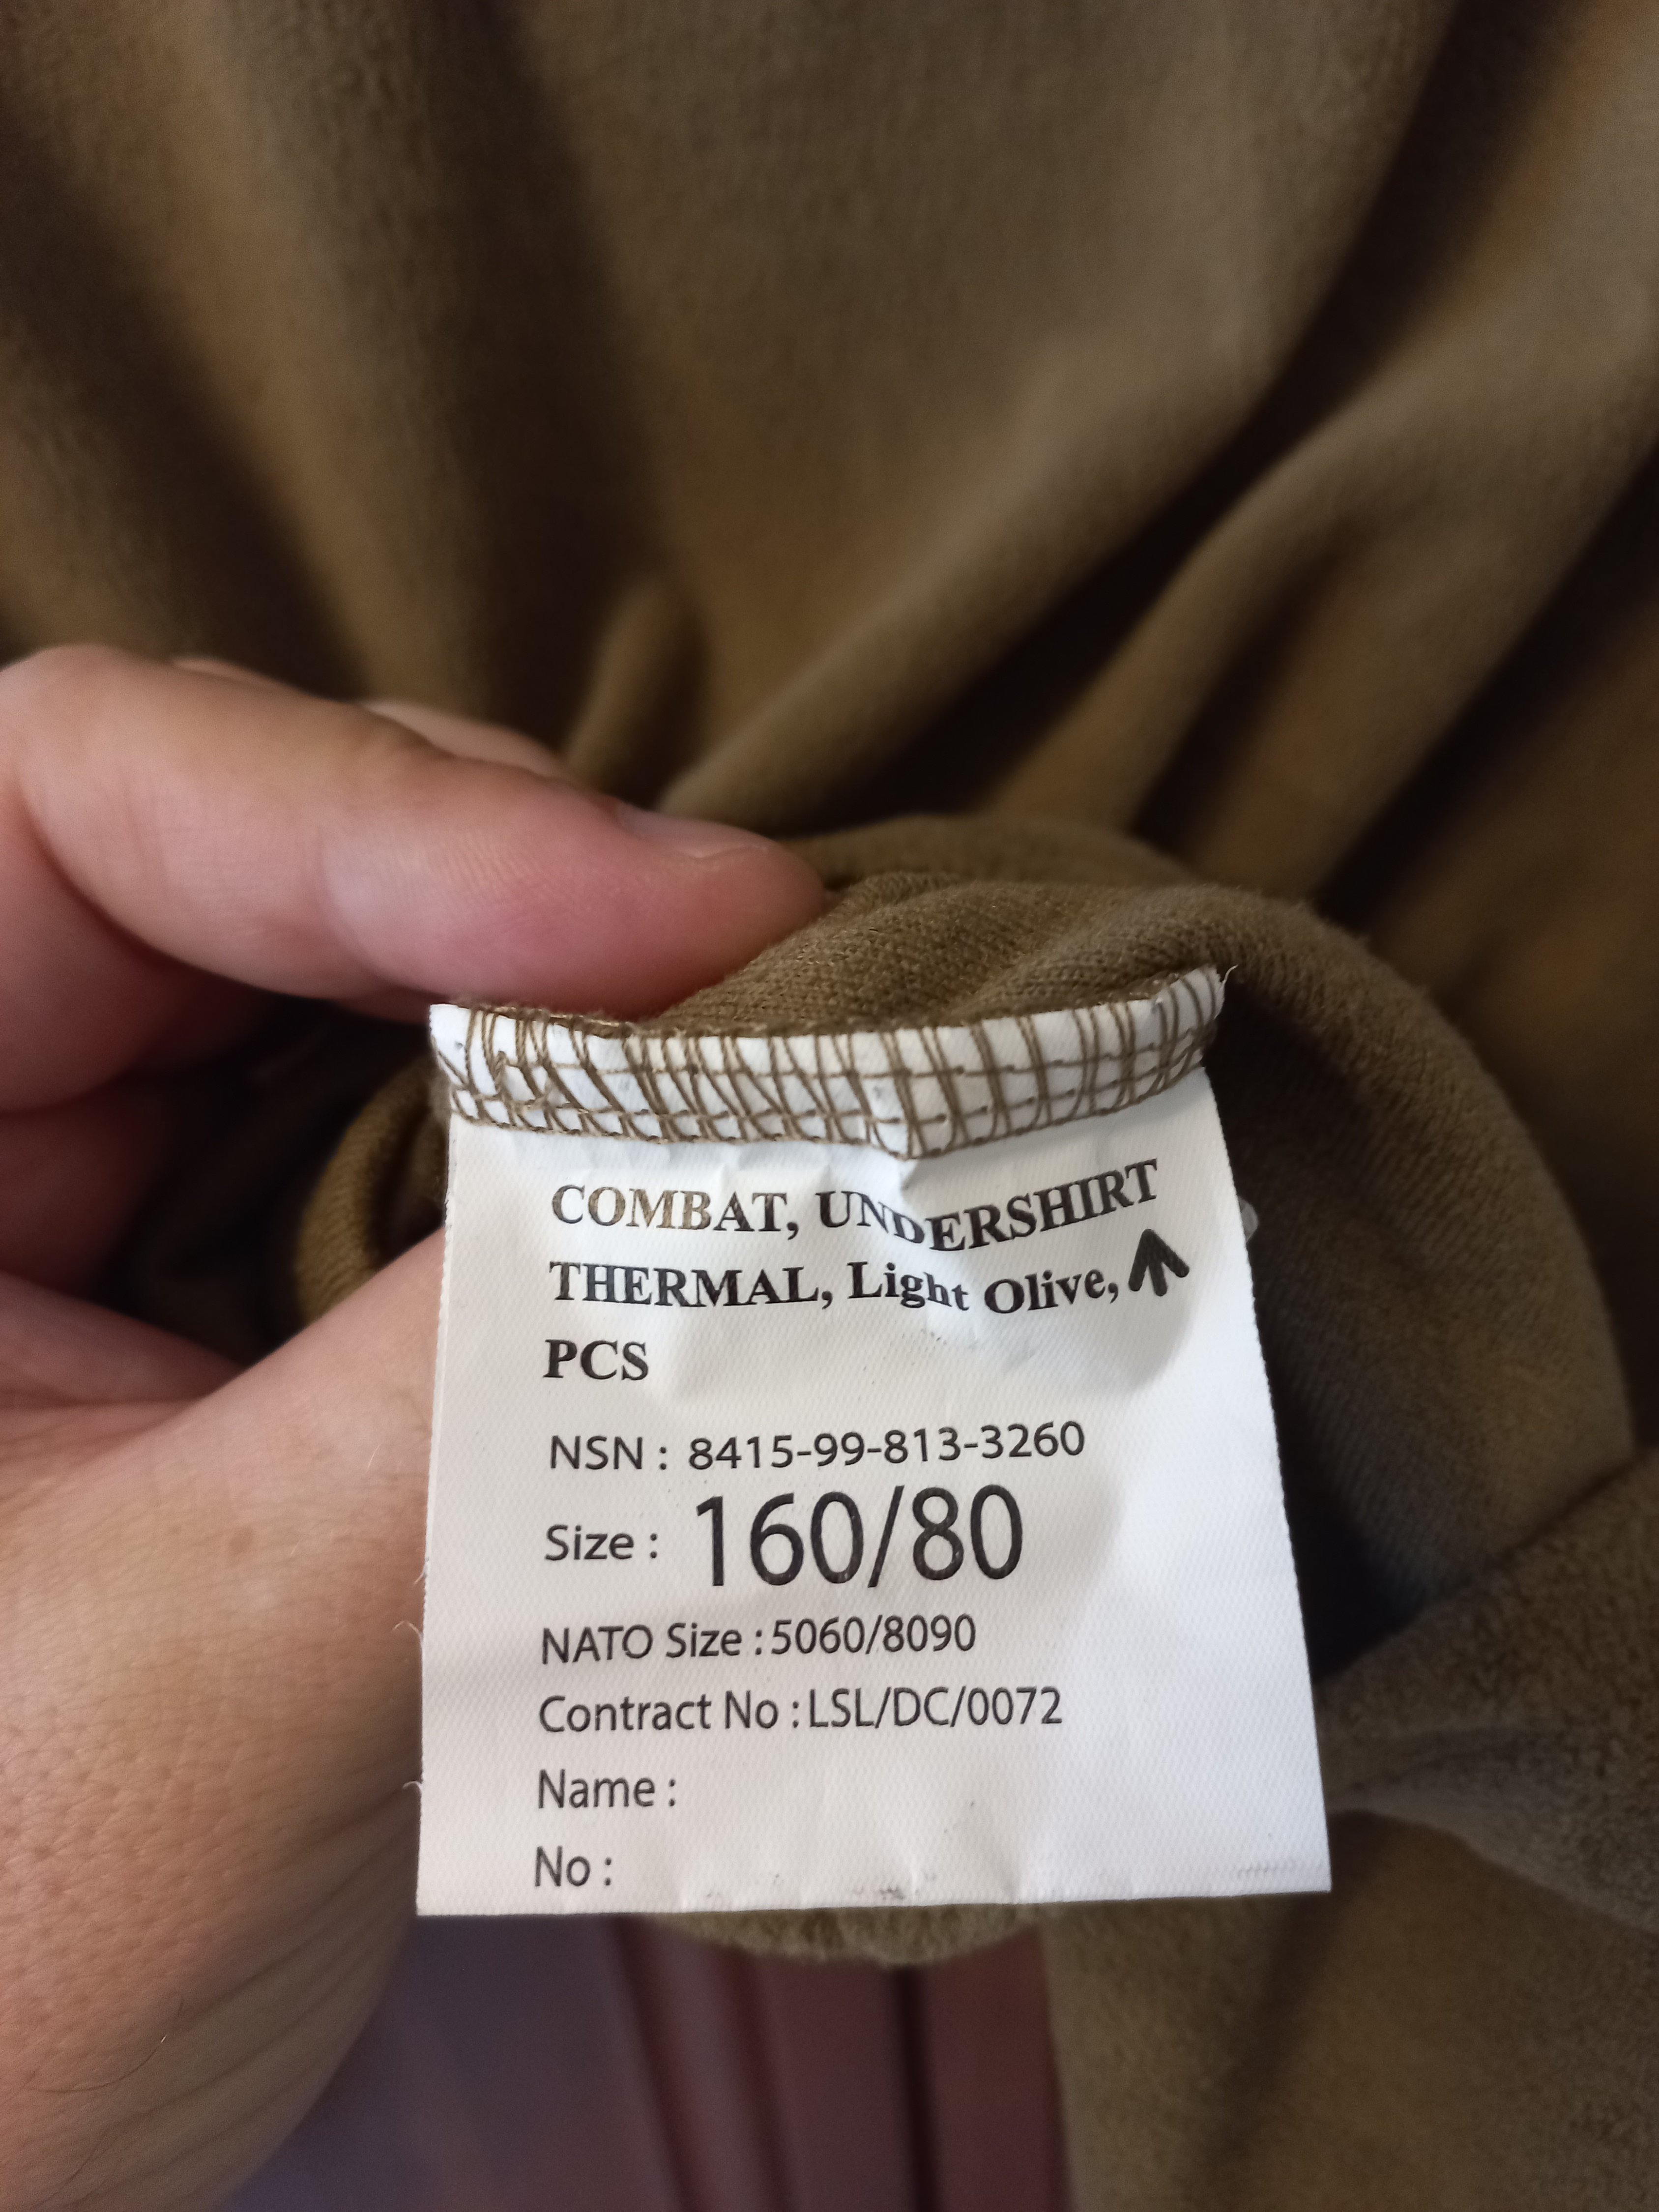 COMBAT, UNDERSHIRT
THERMAL, Light Olive,
PCS
NSN : 8415-99-813-3260
Size : 160/80
NATO Size : 5060/8090
Contract No : LSL/DC/0072
Name :
No :